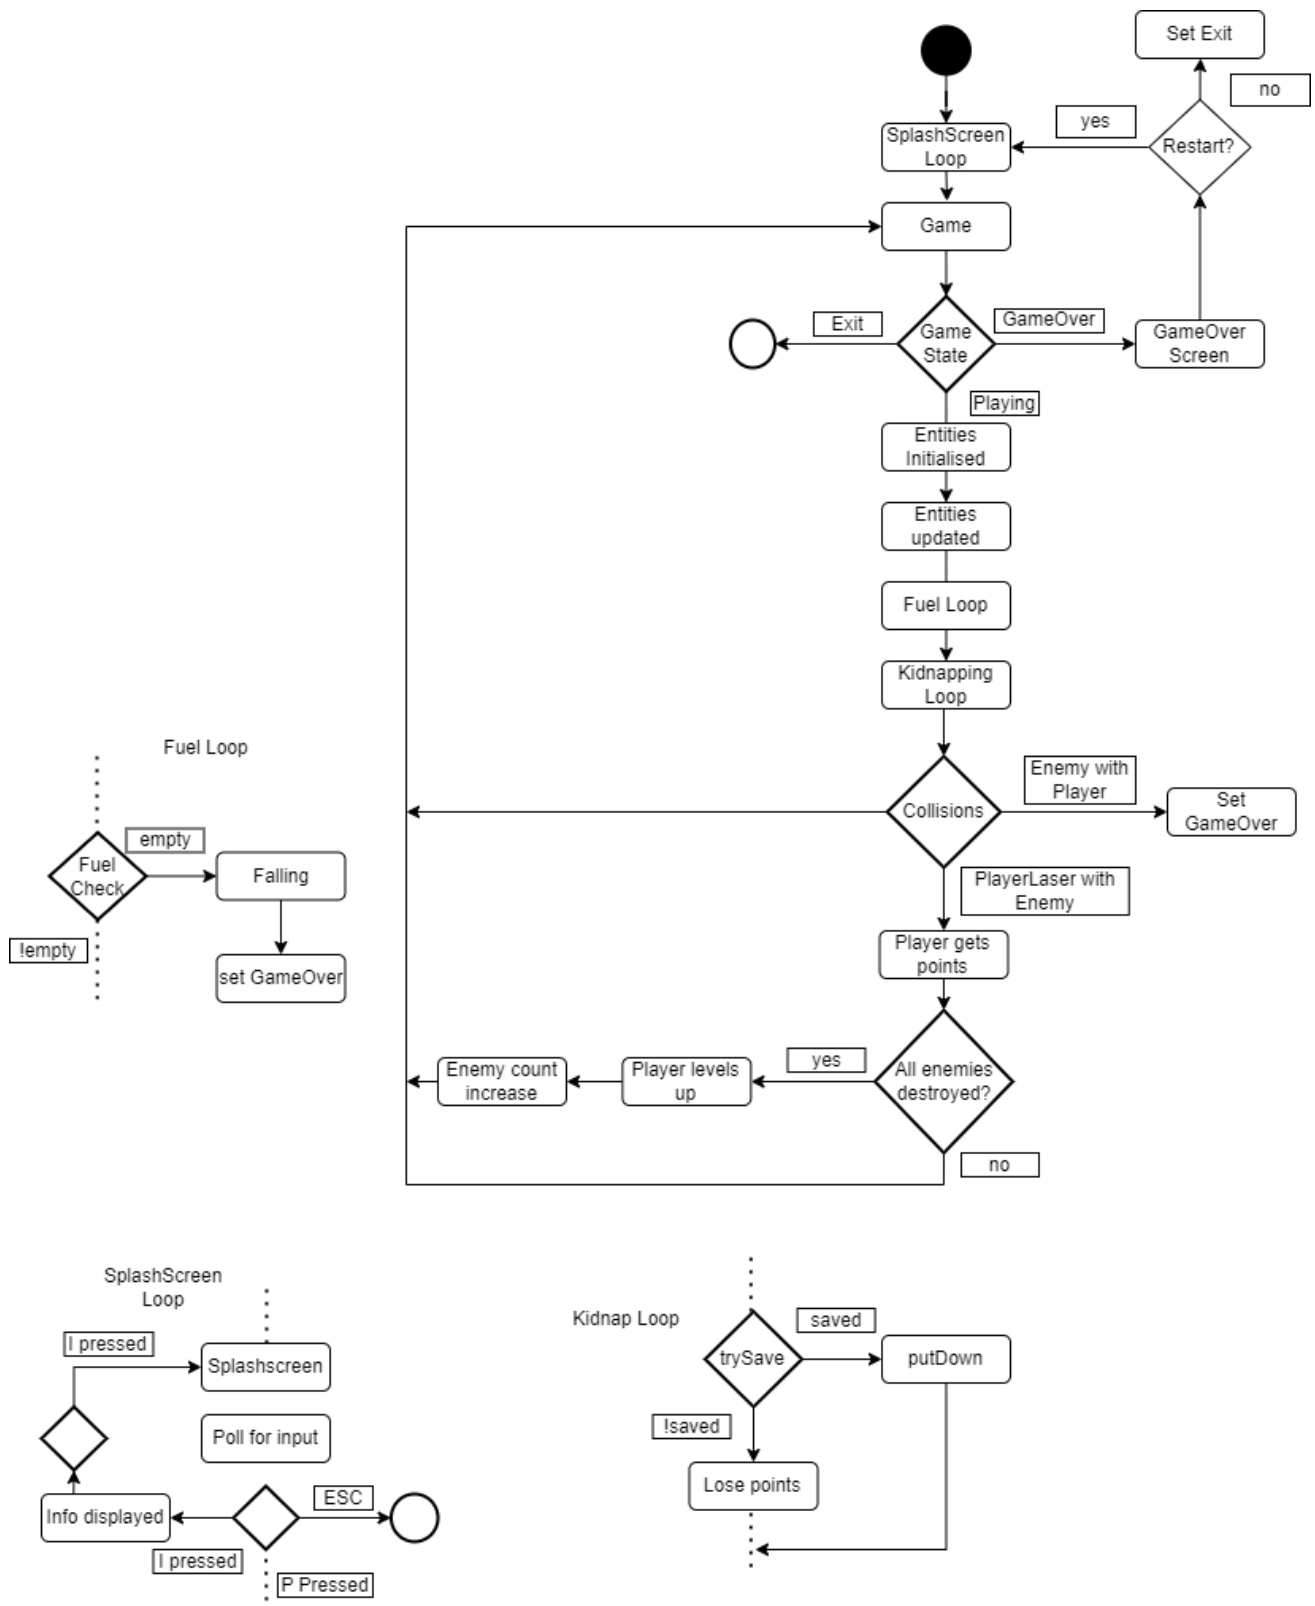 Set Exit
no
yes
SplashScreen
Loop
Restart?
Game
Exit
Game
State
GameOver
GameOver
Screen
Playing
Entities
Initialised
Entities
updated
Fuel Loop
Kidnapping
Loop
Collisions
Enemy with
Player
Set
GameOver
PlayerLaser with
Enemy
Player gets
points
All enemies
destroyed?
yes
Player levels
up
Enemy count
increase
no
Fuel Loop
empty
Fuel
Check
Falling
!empty
set GameOver
SplashScreen
Loop
I pressed
Splashscreen
Poll for input
Info displayed
ESC
I pressed
P Pressed
Kidnap Loop
saved
trySave
putDown
!saved
Lose points